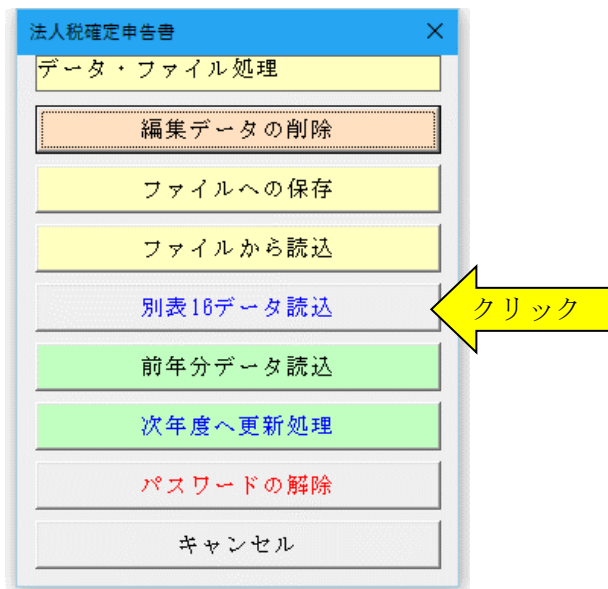 法人税確定申告書
データ・ファイル処理
編集データの削除
ファイルへの保存
ファイルから読込
別表16データ読込
クリック
前年分データ読込
次年度へ更新処理
パスワードの解除
キャンセル